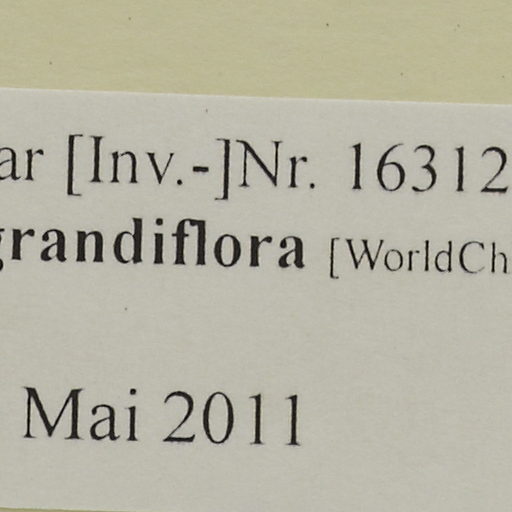 ar [Inv.-]Nr. 16312
grandiflora [WorldCh
Mai 2011